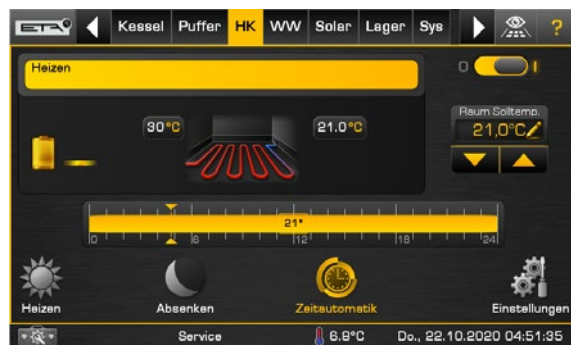 ETA Kessel Puffer HK WW Solar Lager Sys ?
Heizen
O I
Raum Solltemp.
30°C 21.0°C 21,0°C
21°
0 6 12 18 24
Heizen Absenken Zeitautomatik Einstellungen
Service 6.8°C Do., 22.10.2020 04:51:35